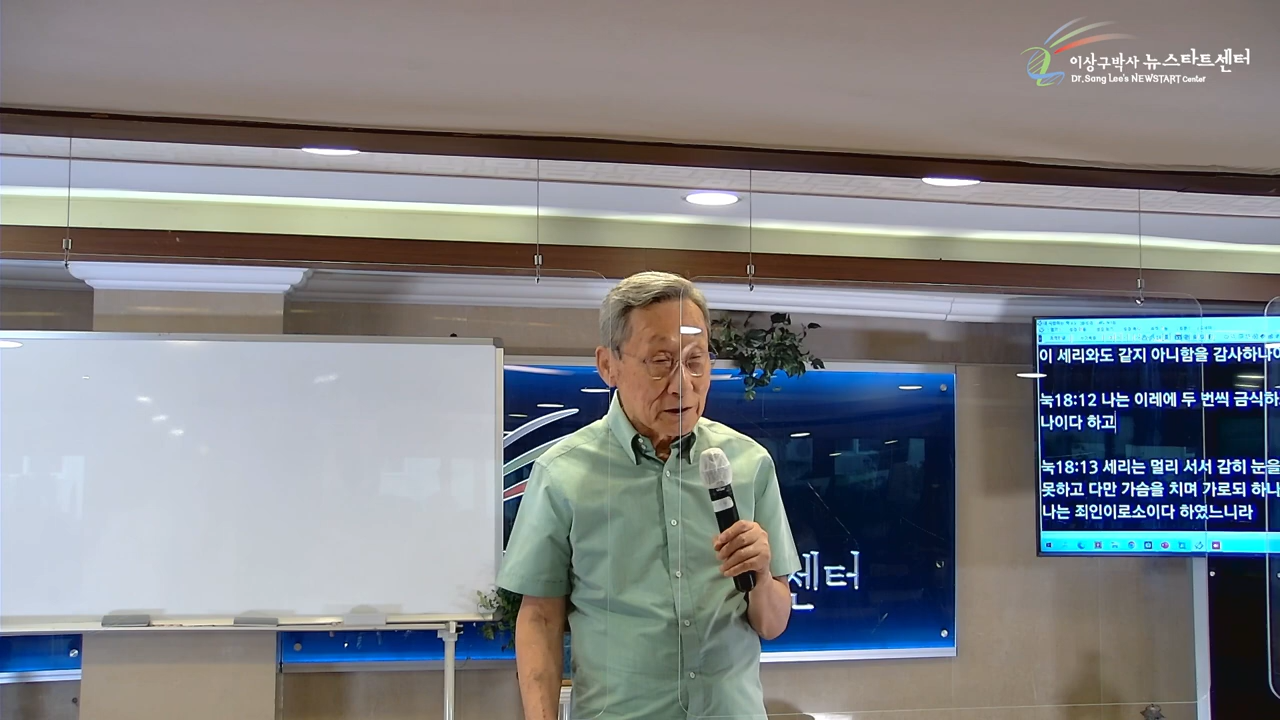 이상구박사 뉴스타트센터
Dr. Sang Lee's NEWSTART Center
이 세리와도 같지 아니함을 감사하나이
눅18:12 나는 이레에 두 번씩 금식하
나이다 하고
눅18:13 세리는 멀리 서서 감히 눈을
못하고 다만 가슴을 치며 가로되 하나
나는 죄인이로소이다 하였느니라
센터